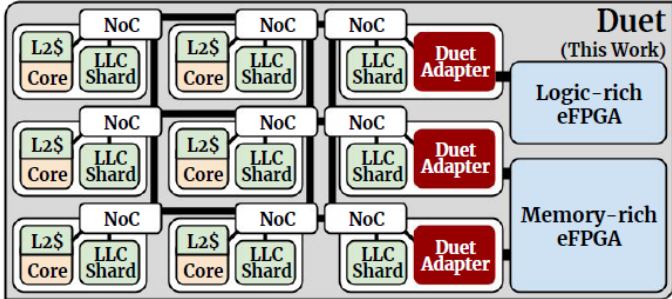 Duet
(This Work)
NoC NoC NoC
L2$ LLC L2$ LLC LLC Duet
Core Shard Core Shard Shard Adapter
Logic-rich
eFPGA
NoC NoC NoC
L2$ LLC L2$ LLC LLC Duet
Core Shard Core Shard Shard Adapter
Memory-rich
eFPGA
NoC NoC NoC
L2$ LLC L2$ LLC LLC Duet
Core Shard Core Shard Shard Adapter